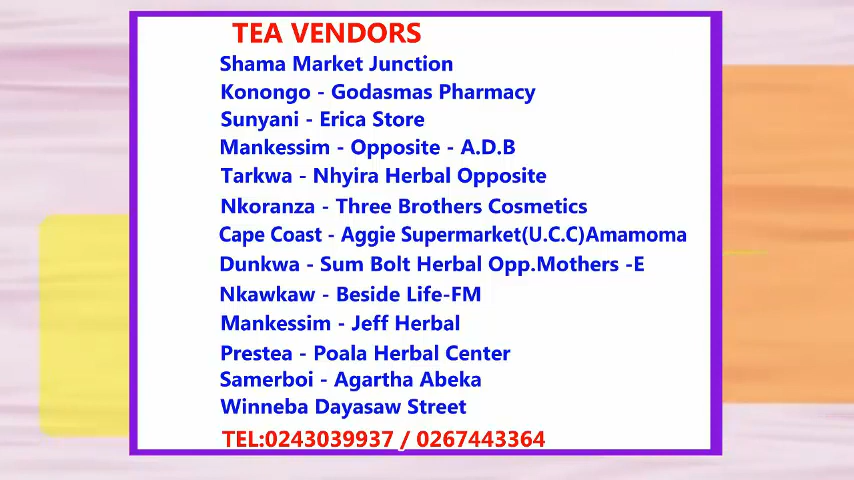 TEA VENDORS
Shama Market Junction
Konongo - Godasmas Pharmacy
Sunyani - Erica Store
Mankessim - Opposite - A.D.B
Tarkwa - Nhyira Herbal Opposite
Nkoranza - Three Brothers Cosmetics
Cape Coast - Aggie Supermarket(U.C.C)Amamoma
Dunkwa - Sum Bolt Herbal Opp.Mothers -E
Nkawkaw - Beside Life-FM
Mankessim - Jeff Herbal
Prestea - Poala Herbal Center
Samerboi - Agartha Abeka
Winneba Dayasaw Street
TEL:0243039937 / 0267443364